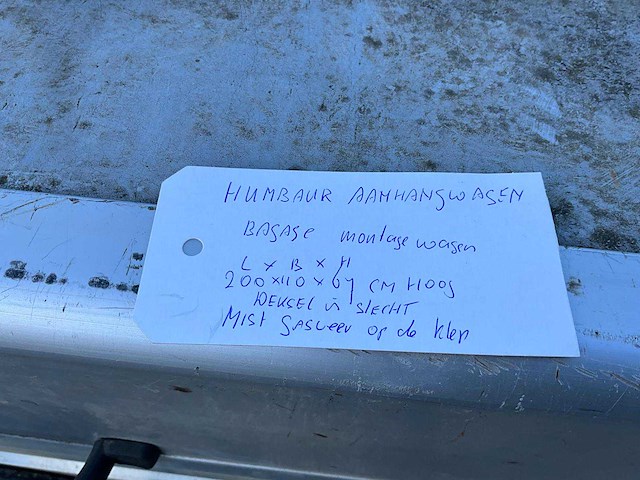 HUMBAUR AANHANGWAGEN
BAGAGE montage wagen
L x B x H
200 x 110 x 67 CM HOOG
DEKSEL is SLECHT
MIST GASVEER op de klep